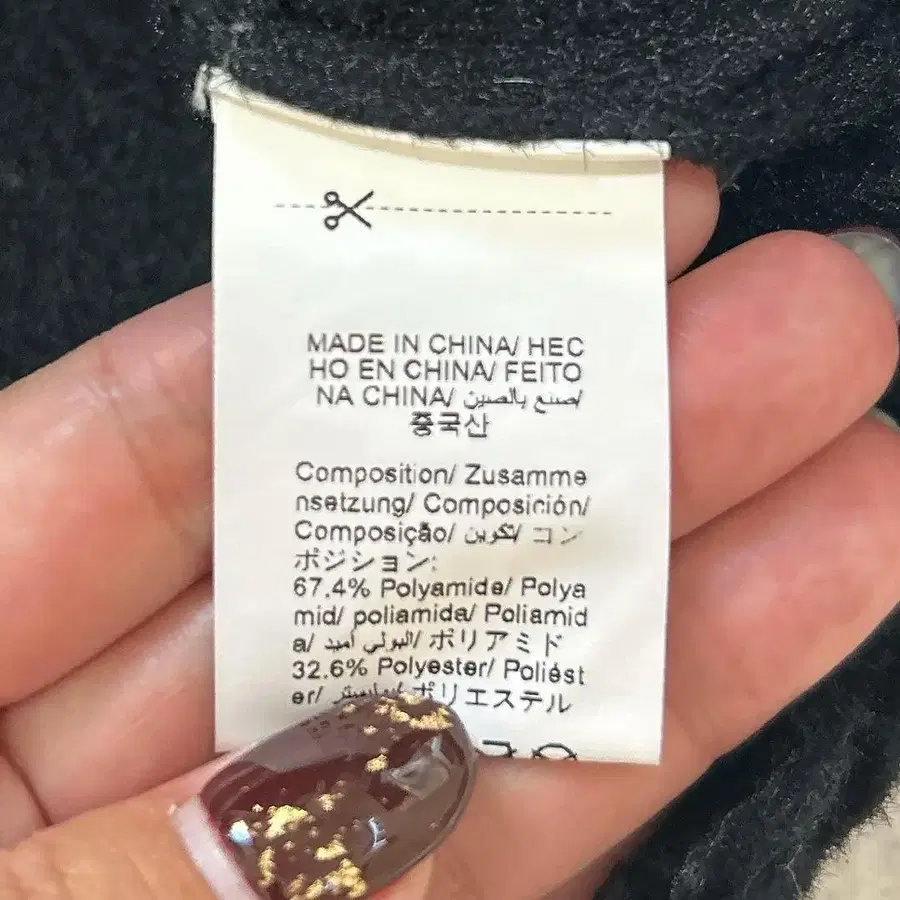 MADE IN CHINA/ HEC
HO EN CHINA/ FEITO
NA CHINA/ صنع بالصين/
중국산
Composition/ Zusamme
nsetzung/ Composición/
Composição/ تكوين/ コン
ポジション:
67.4% Polyamide/ Polya
mid/ poliamida/ Poliamid
a/ البولي أميد/ ポリアミド
32.6% Polyester/ Poliést
er/ بوليستر/ ポリエステル